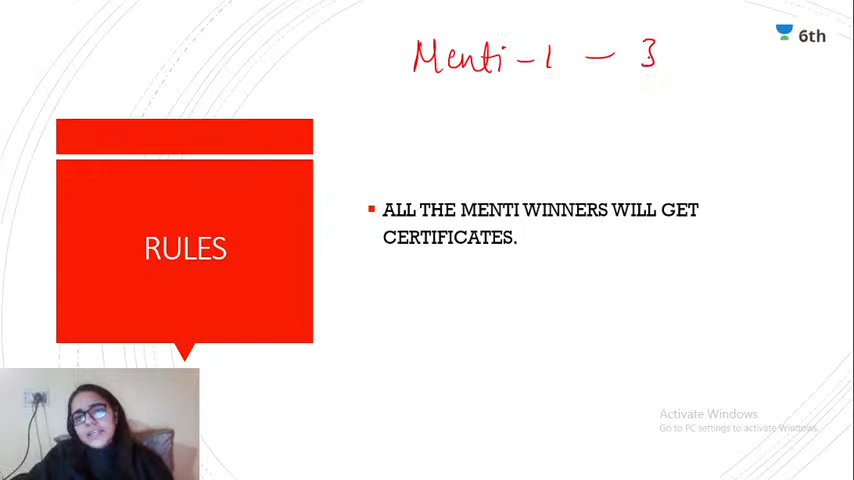 Menti - 1 - 3
6th
RULES
ALL THE MENTI WINNERS WILL GET
CERTIFICATES.
Activate Windows
Go to PC settings to activate Windows.